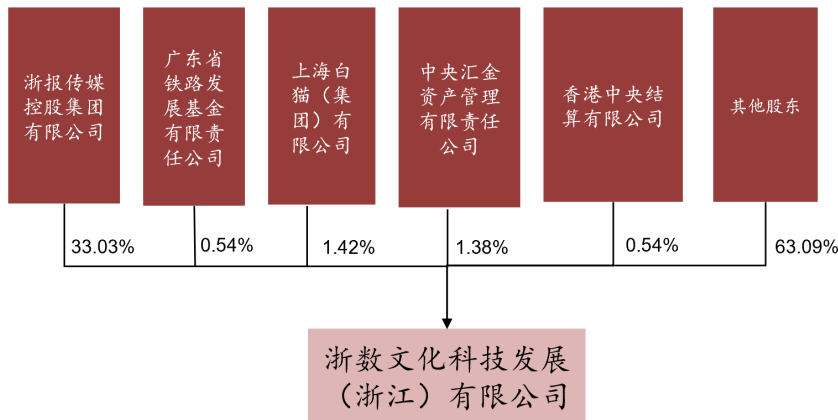 浙报传媒
控股集团
有限公司
广东省
铁路发
展基金
有限责
任公司
上海白
猫（集
团）有
限公司
中央汇金
资产管理
有限责任
公司
香港中央结
算有限公司
其他股东
33.03%
0.54%
1.42%
1.38%
0.54%
63.09%
浙数文化科技发展
（浙江）有限公司